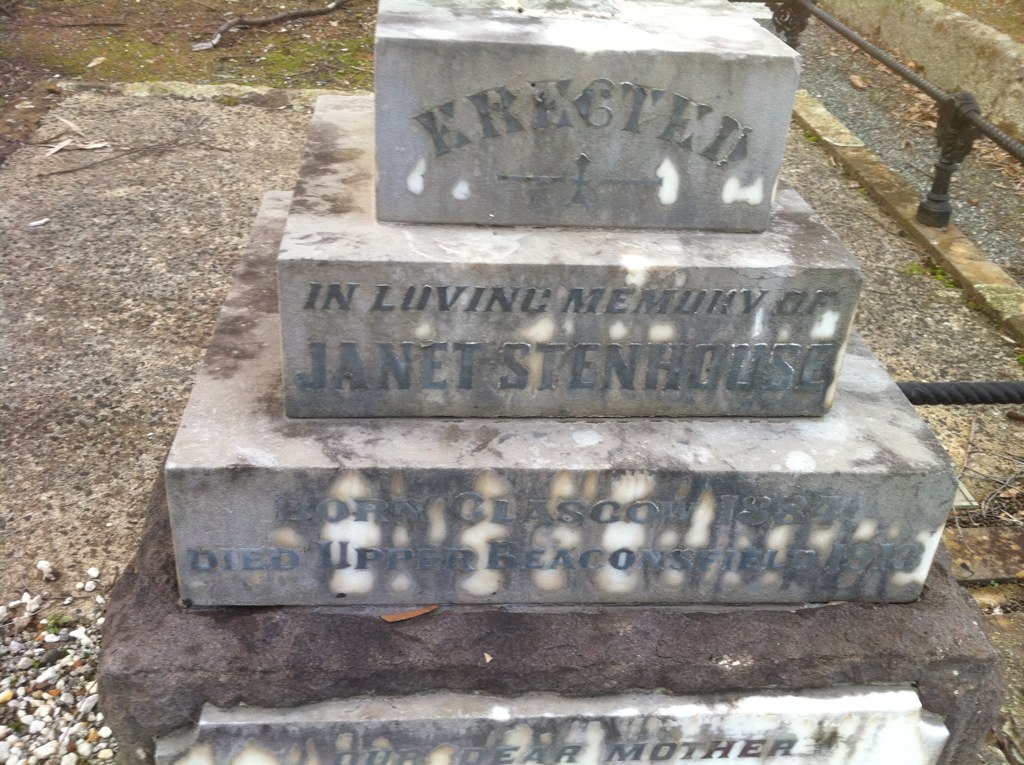 ERECTED
IN LOVING MEMORY OF
JANET STENHOUSE
BORN GLASGOW
DIED UPPER BEACONSFIELD
OUR DEAR MOTHER